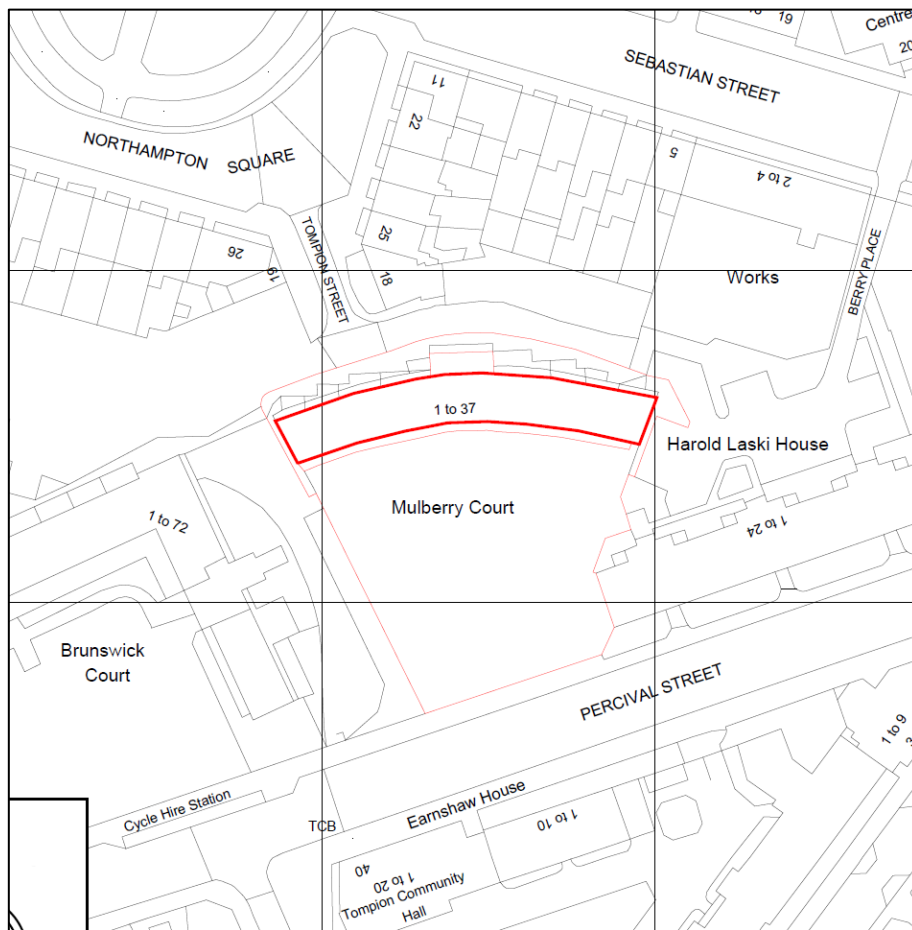 19
Centre
20
SEBASTIAN STREET
11
22
NORTHAMPTON SQUARE
5
2 to 4
26
19
TOMPION STREET
25
18
Works
BERRY PLACE
1 to 37
Harold Laski House
Mulberry Court
1 to 72
1 to 24
Brunswick
Court
PERCIVAL STREET
1 to 9
3
Cycle Hire Station
TCB
Earnshaw House
1 to 10
40
1 to 20
Tompion Community
Hall